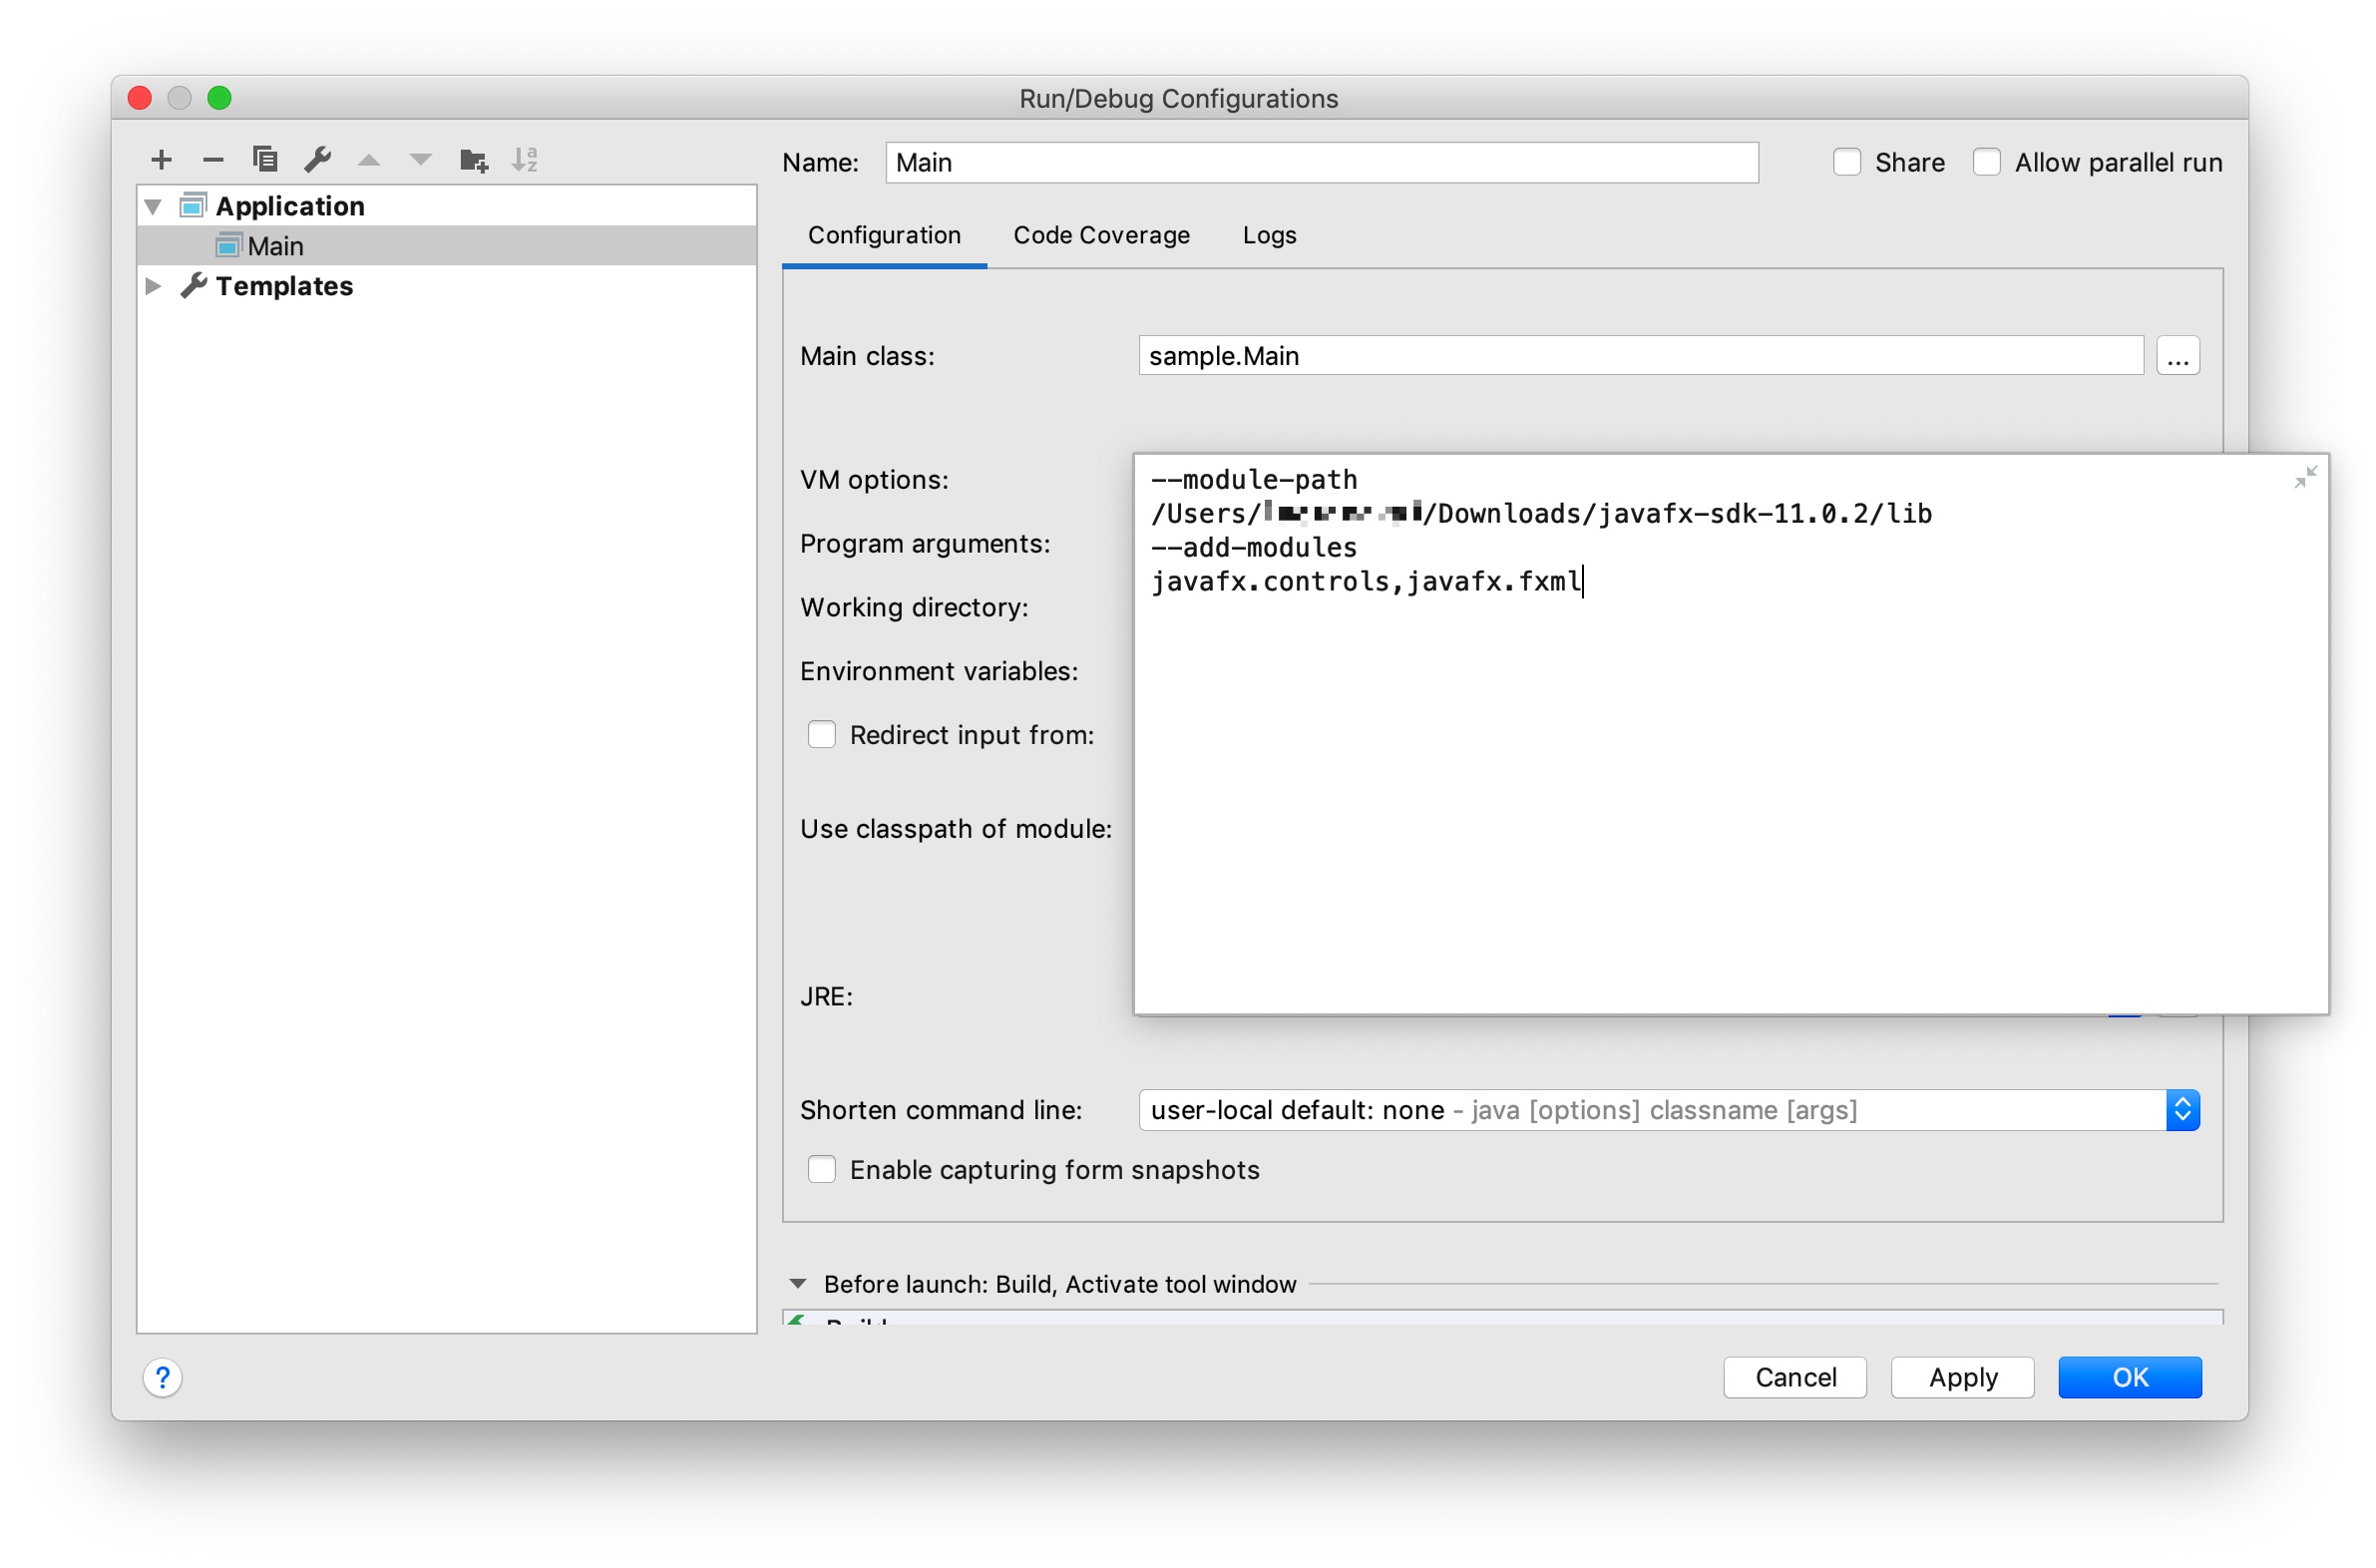 Run/Debug Configurations
Application
Main
Templates
Name: Main
Share
Allow parallel run
Configuration Code Coverage Logs
Main class: sample.Main ...
VM options:
--module-path
/Users/ /Downloads/javafx-sdk-11.0.2/lib
--add-modules
javafx.controls,javafx.fxml
Program arguments:
Working directory:
Environment variables:
Redirect input from:
Use classpath of module:
JRE:
Shorten command line: user-local default: none - java [options] classname [args]
Enable capturing form snapshots
Before launch: Build, Activate tool window
? Cancel Apply OK